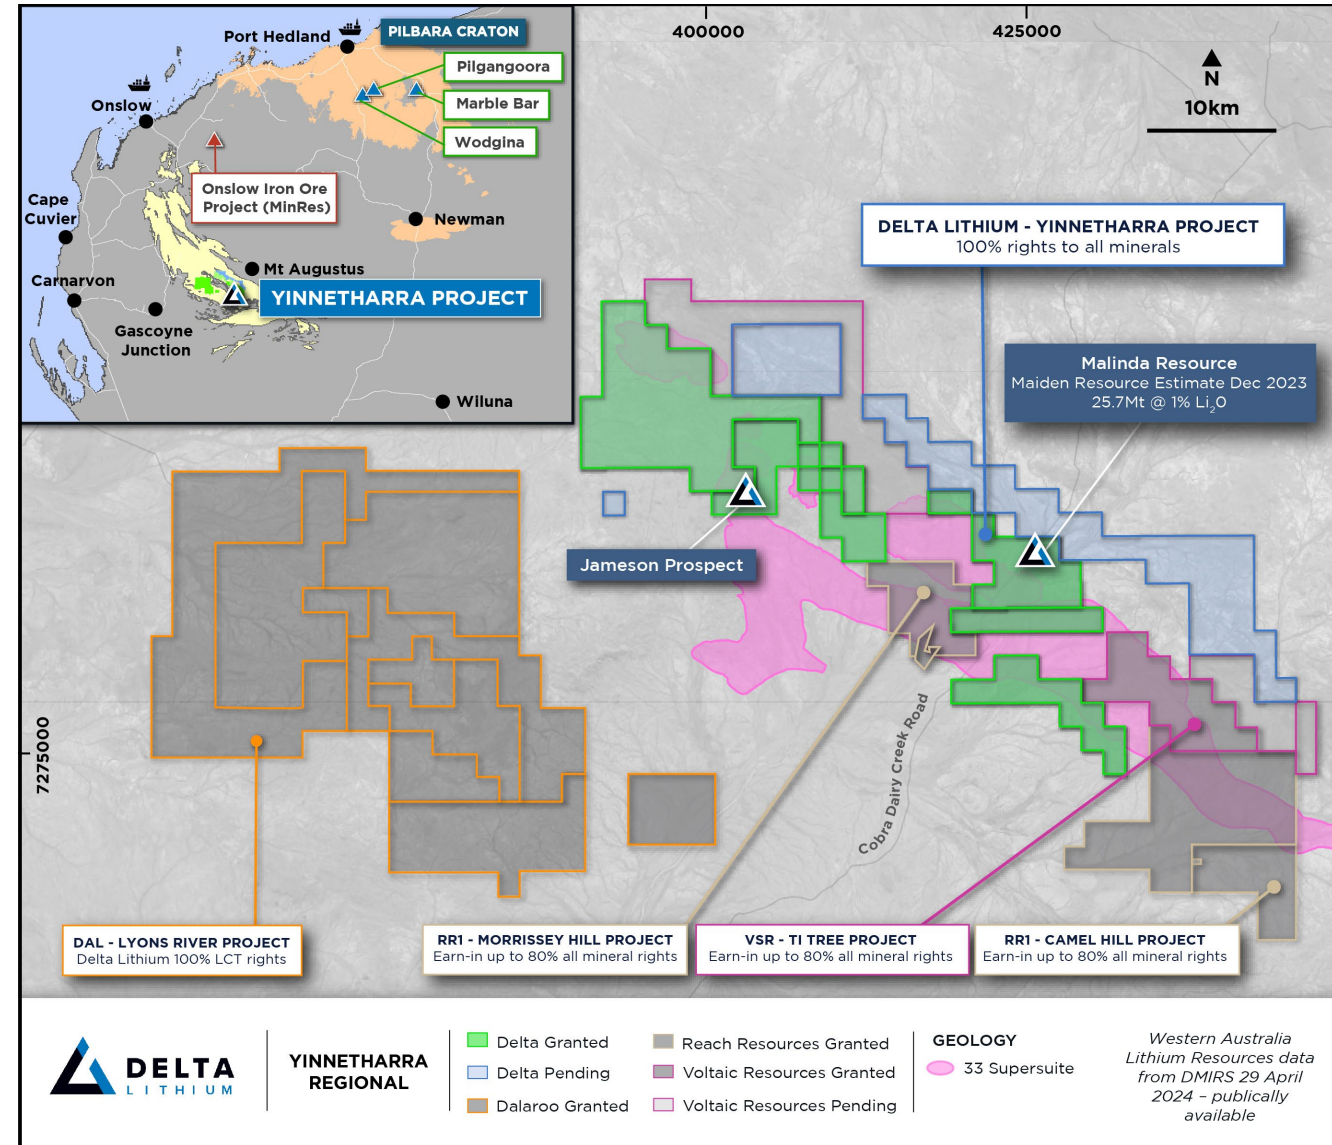 400000
425000
N
10km
Port Hedland
PILBARA CRATON
Pilgangoora
Marble Bar
Wodgina
Onslow
Onslow Iron Ore
Project (MinRes)
Cape
Cuvier
Newman
Mt Augustus
Carnarvon
YINNETHARRA PROJECT
Gascoyne
Junction
Wiluna
DELTA LITHIUM - YINNETHARRA PROJECT
100% rights to all minerals
Malinda Resource
Maiden Resource Estimate Dec 2023
25.7Mt @ 1% Li₂0
Jameson Prospect
Cobra Dairy Creek Road
7275000
DAL - LYONS RIVER PROJECT
Delta Lithium 100% LCT rights
RR1 - MORRISSEY HILL PROJECT
Earn-in up to 80% all mineral rights
VSR - TI TREE PROJECT
Earn-in up to 80% all mineral rights
RR1 - CAMEL HILL PROJECT
Earn-in up to 80% all mineral rights
DELTA
LITHIUM
YINNETHARRA
REGIONAL
Delta Granted
Delta Pending
Dalaroo Granted
Reach Resources Granted
Voltaic Resources Granted
Voltaic Resources Pending
GEOLOGY
33 Supersuite
Western Australia
Lithium Resources data
from DMIRS 29 April
2024 – publically
available